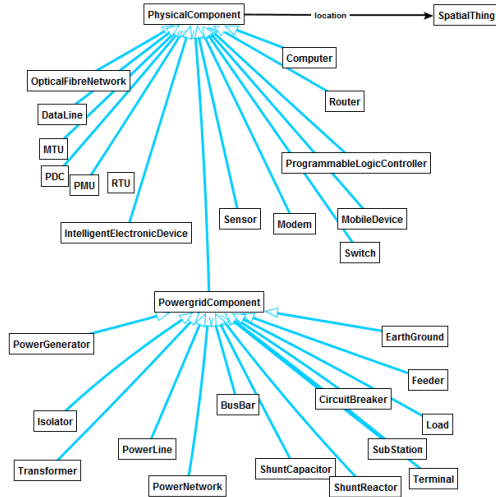 PhysicalComponent
location
SpatialThing
Computer
OpticalFibreNetwork
Router
DataLine
MTU
ProgrammableLogicController
PDC
PMU
RTU
Sensor
Modem
MobileDevice
IntelligentElectronicDevice
Switch
PowergridComponent
EarthGround
PowerGenerator
Feeder
CircuitBreaker
BusBar
Isolator
Load
PowerLine
SubStation
Transformer
ShuntCapacitor
Terminal
PowerNetwork
ShuntReactor